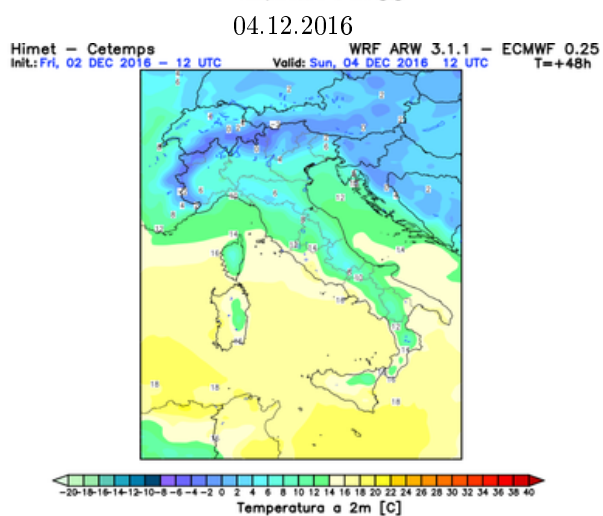 04.12.2016
Himet – Cetemps WRF ARW 3.1.1 – ECMWF 0.25
Init.: Fri, 02 DEC 2016 – 12 UTC Valid: Sun, 04 DEC 2016 12 UTC T=+48h
-20 -18 -16 -14 -12 -10 -8 -6 -4 -2 0 2 4 6 8 10 12 14 16 18 20 22 24 26 28 30 32 34 36 38 40
Temperatura a 2m [C]